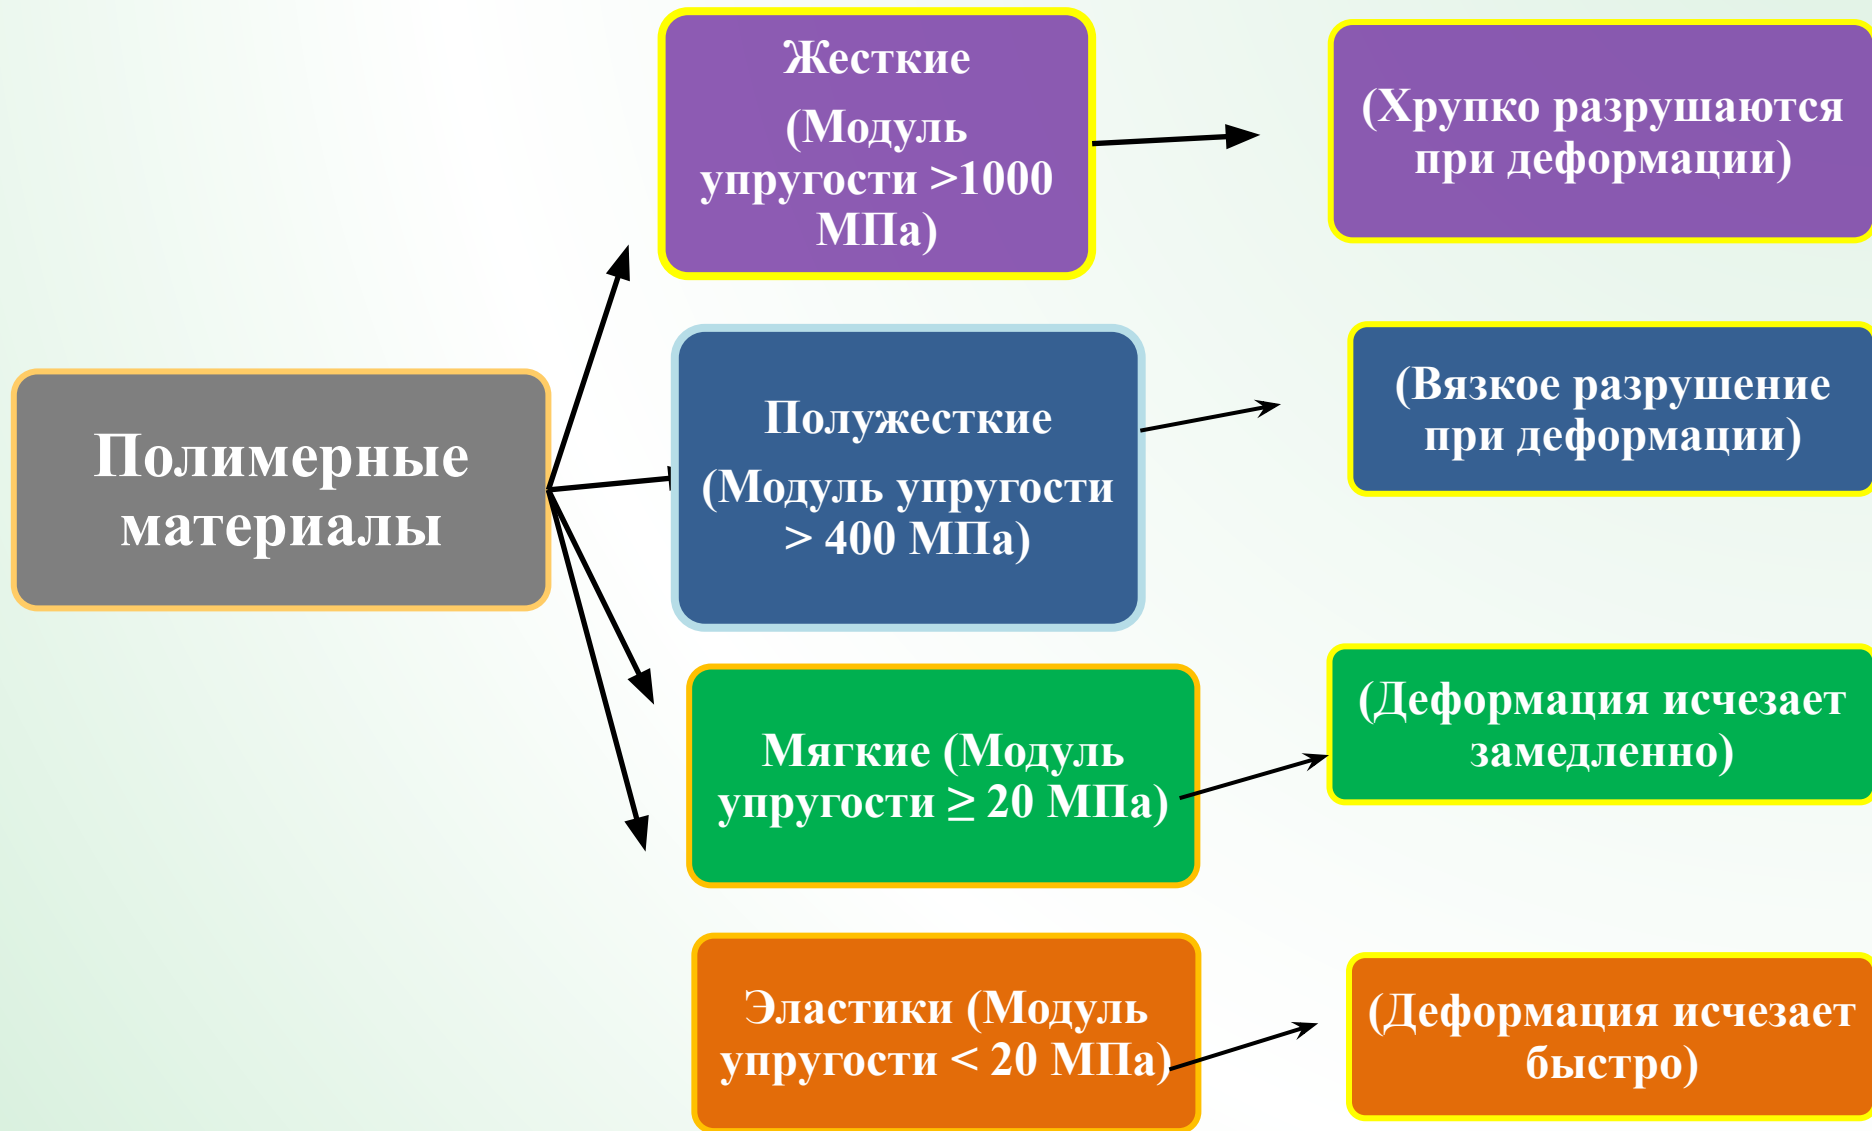 Жесткие
(Модуль
упругости >1000
МПа)
(Хрупко разрушаются
при деформации)
Полимерные
материалы
Полужесткие
(Модуль упругости
> 400 МПа)
(Вязкое разрушение
при деформации)
Мягкие (Модуль
упругости ≥ 20 МПа)
(Деформация исчезает
замедленно)
Эластики (Модуль
упругости < 20 МПа)
(Деформация исчезает
быстро)